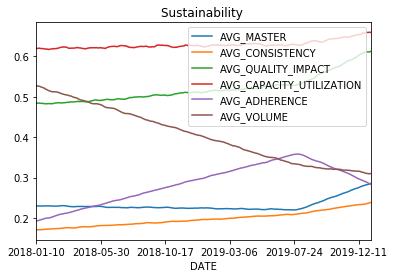 Sustainability
AVG_MASTER
AVG_CONSISTENCY
AVG_QUALITY_IMPACT
AVG_CAPACITY_UTILIZATION
AVG_ADHERENCE
AVG_VOLUME
0.6
0.5
0.4
0.3
0.2
2018-01-10 2018-05-30 2018-10-17 2019-03-06 2019-07-24 2019-12-11
DATE